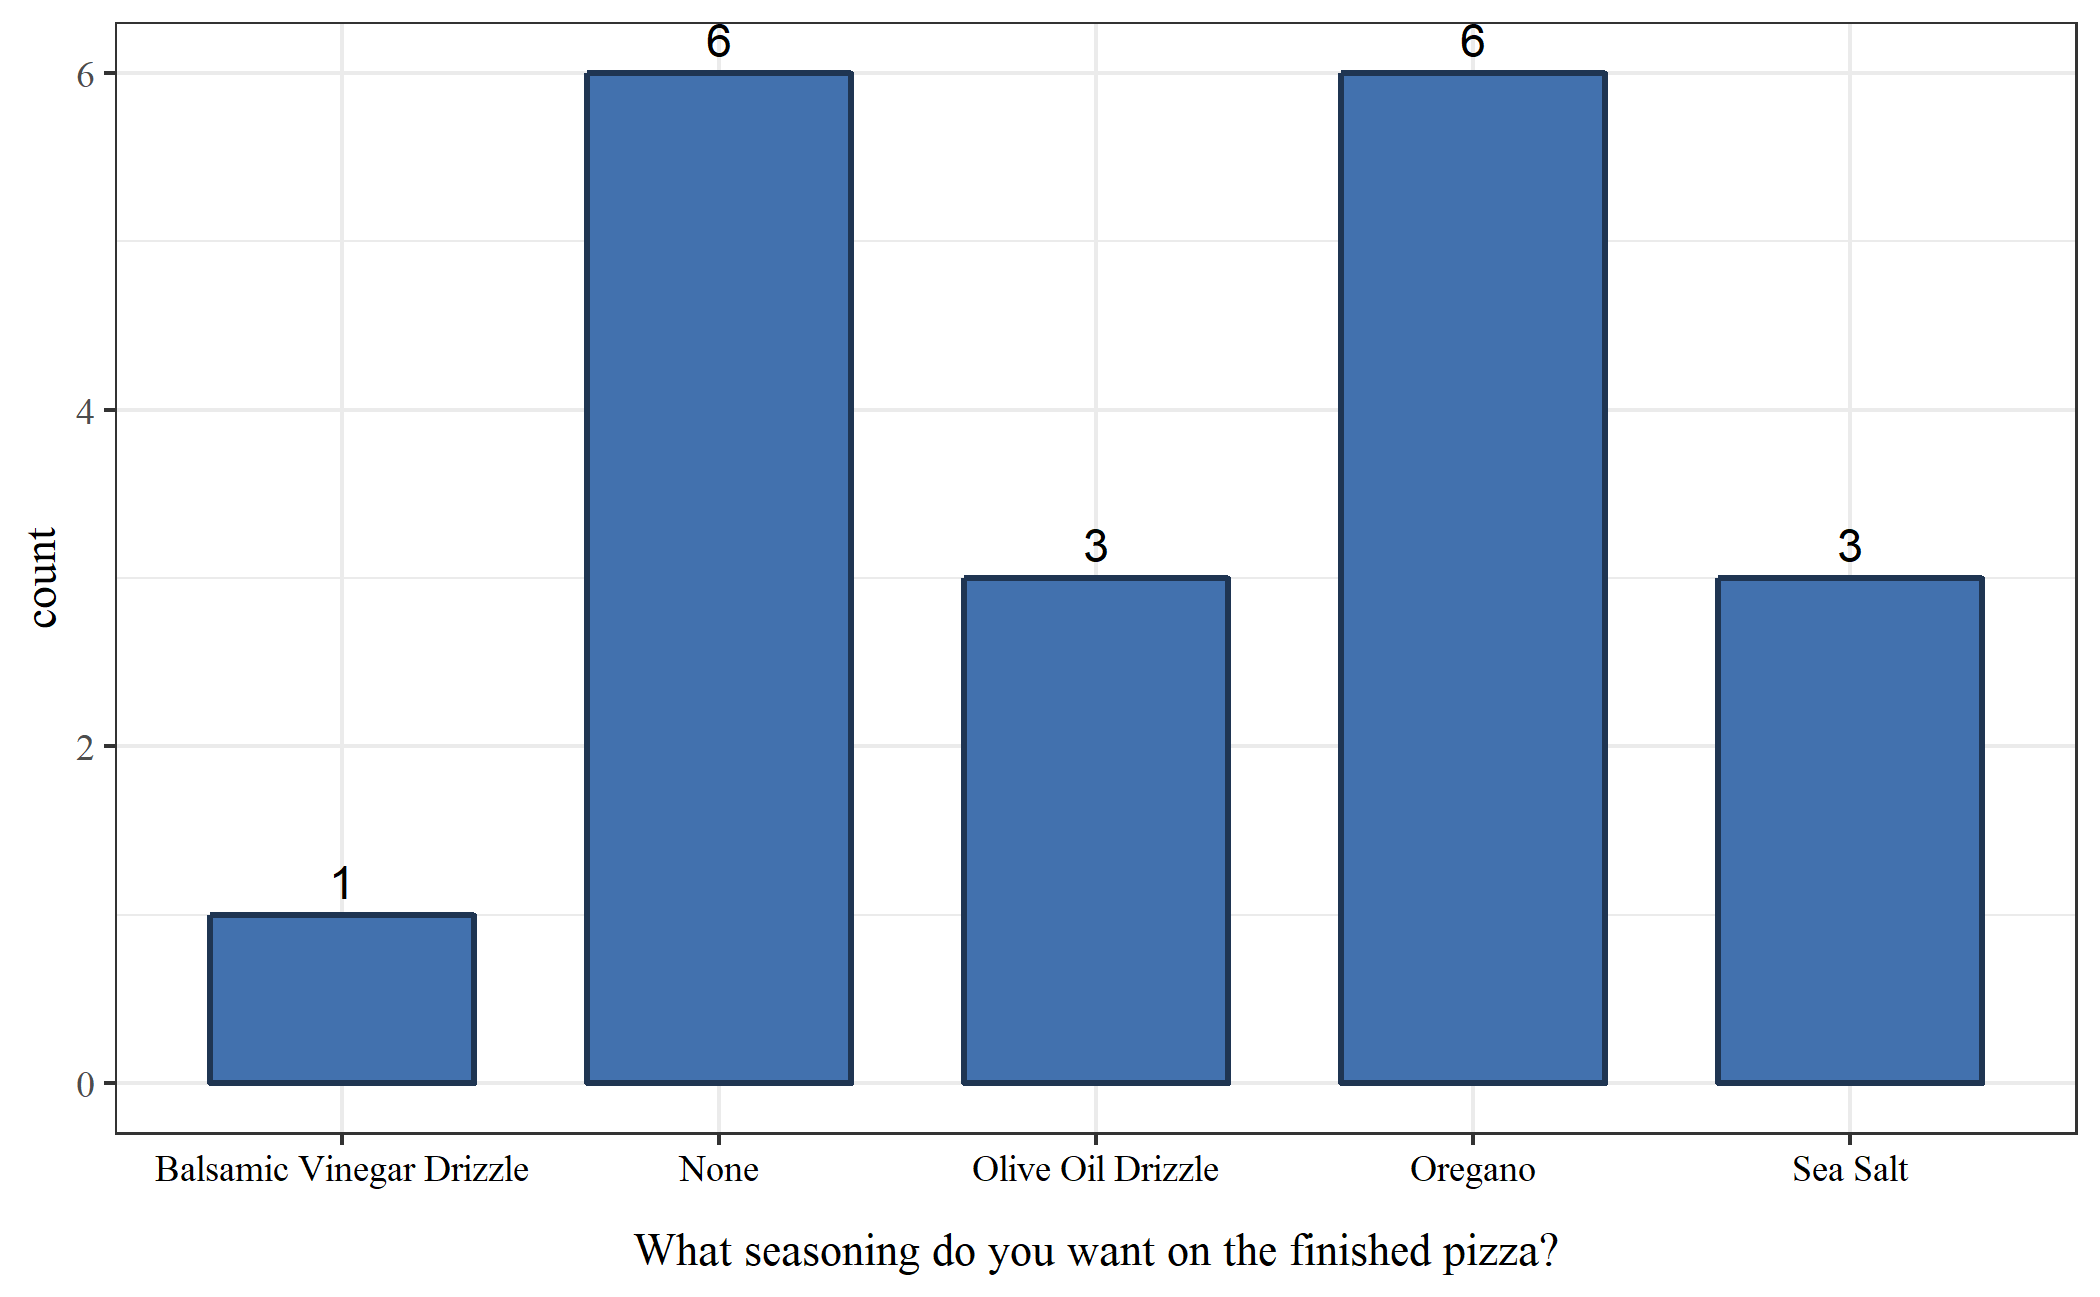 6 6
6
4
3 3
count
2
1
0
Balsamic Vinegar Drizzle None Olive Oil Drizzle Oregano Sea Salt
What seasoning do you want on the finished pizza?